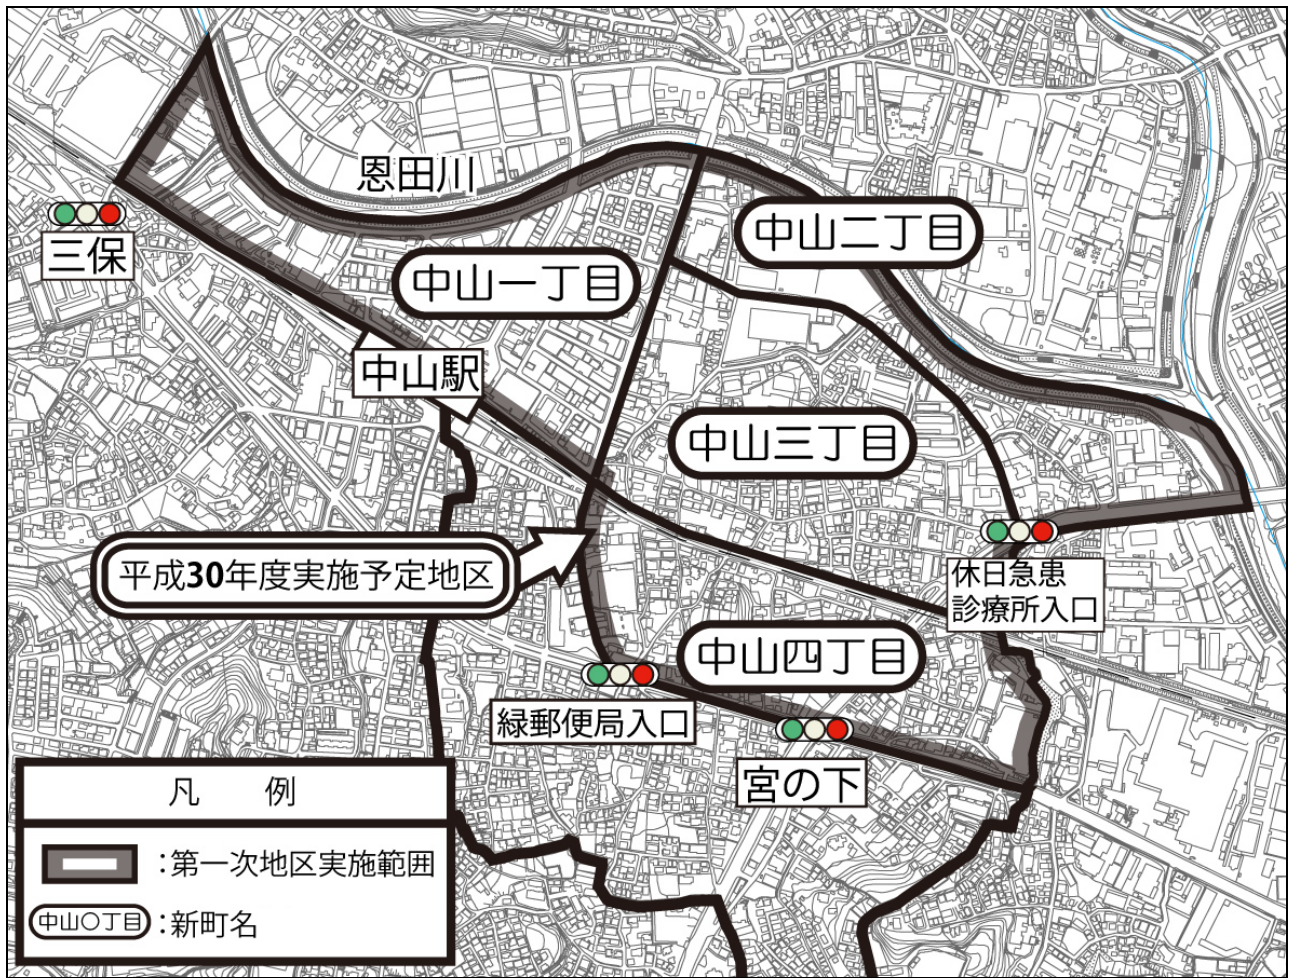 恩田川
中山二丁目
三保
中山一丁目
中山駅
中山三丁目
平成30年度実施予定地区
休日急患
診療所入口
中山四丁目
緑郵便局入口
宮の下
凡 例
:第一次地区実施範囲
中山○丁目:新町名